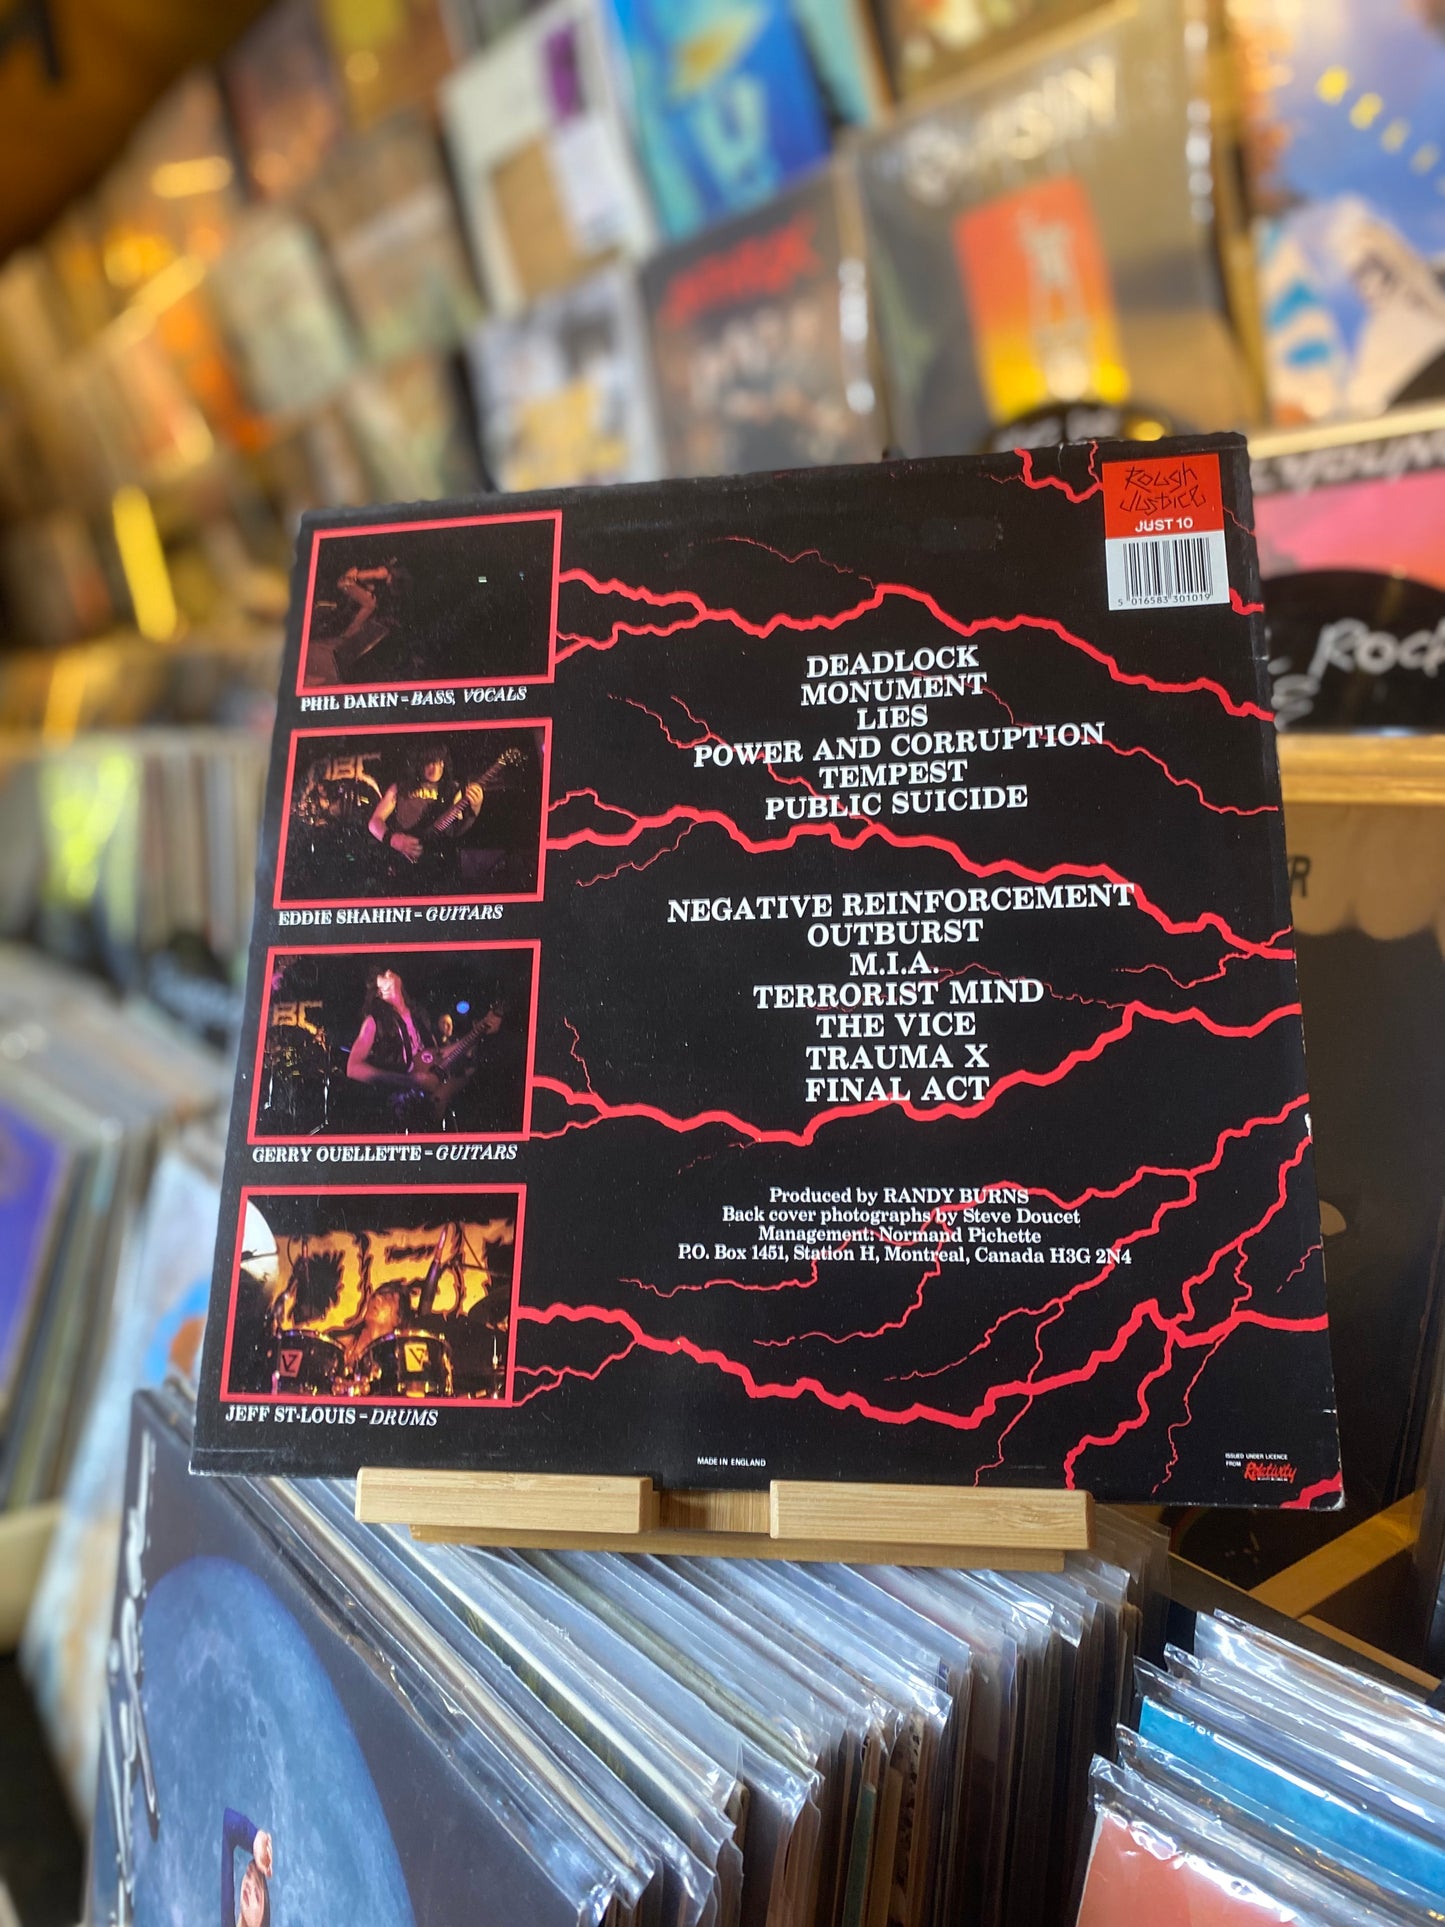 Rough
Justice
JUST 10
5 016583 301019
PHIL DAKIN - BASS, VOCALS
EDDIE SHAHINI - GUITARS
GERRY OUELLETTE - GUITARS
JEFF ST-LOUIS - DRUMS
DEADLOCK
MONUMENT
LIES
POWER AND CORRUPTION
TEMPEST
PUBLIC SUICIDE
NEGATIVE REINFORCEMENT
OUTBURST
M.I.A.
TERRORIST MIND
THE VICE
TRAUMA X
FINAL ACT
Produced by RANDY BURNS
Back cover photographs by Steve Doucet
Management: Normand Pichette
P.O. Box 1451, Station H, Montreal, Canada H3G 2N4
MADE IN ENGLAND
ISSUED UNDER LICENCE
FROM Relativity
OBC